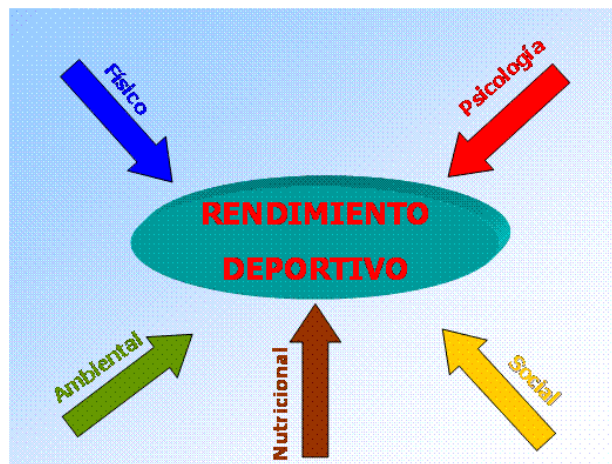 Físico
Psicología
RENDIMIENTO
DEPORTIVO
Ambiental
Nutricional
Social